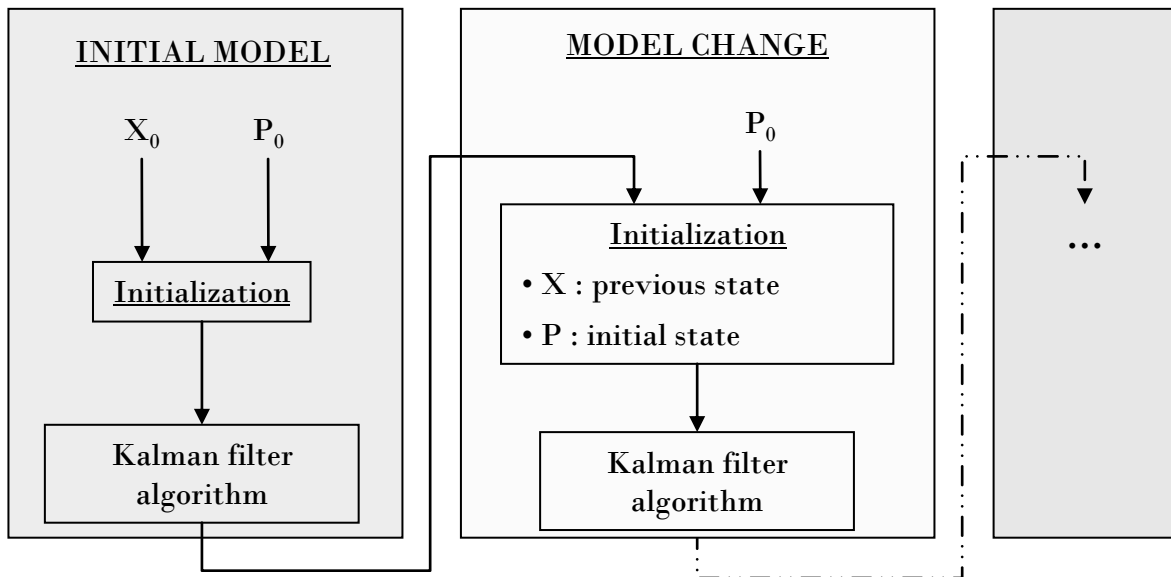 INITIAL MODEL
X₀ P₀
Initialization
Kalman filter
algorithm
MODEL CHANGE
P₀
Initialization
• X : previous state
• P : initial state
Kalman filter
algorithm
...